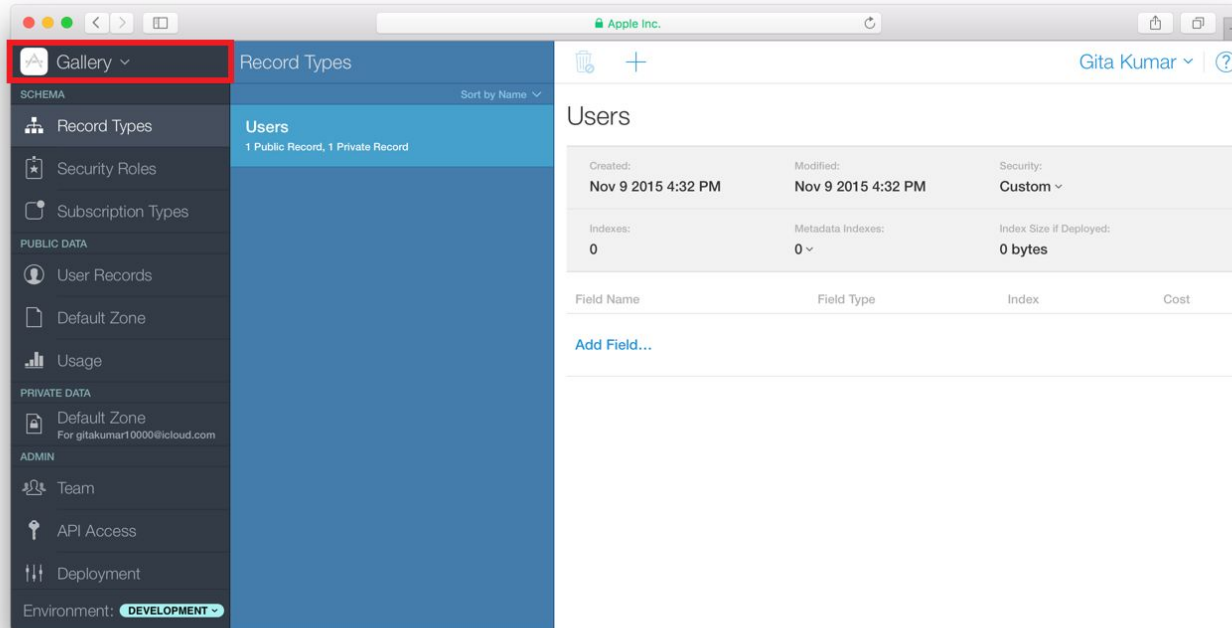 Apple Inc.
Gallery
Record Types
Gita Kumar
?
SCHEMA
Record Types
Security Roles
Subscription Types
PUBLIC DATA
User Records
Default Zone
Usage
PRIVATE DATA
Default Zone
For gitakumar10000@icloud.com
ADMIN
Team
API Access
Deployment
Environment: DEVELOPMENT
Sort by Name
Users
1 Public Record, 1 Private Record
Users
Created: Modified: Security:
Nov 9 2015 4:32 PM Nov 9 2015 4:32 PM Custom
Indexes: Metadata Indexes: Index Size if Deployed:
0 0 0 bytes
Field Name Field Type Index Cost
Add Field...